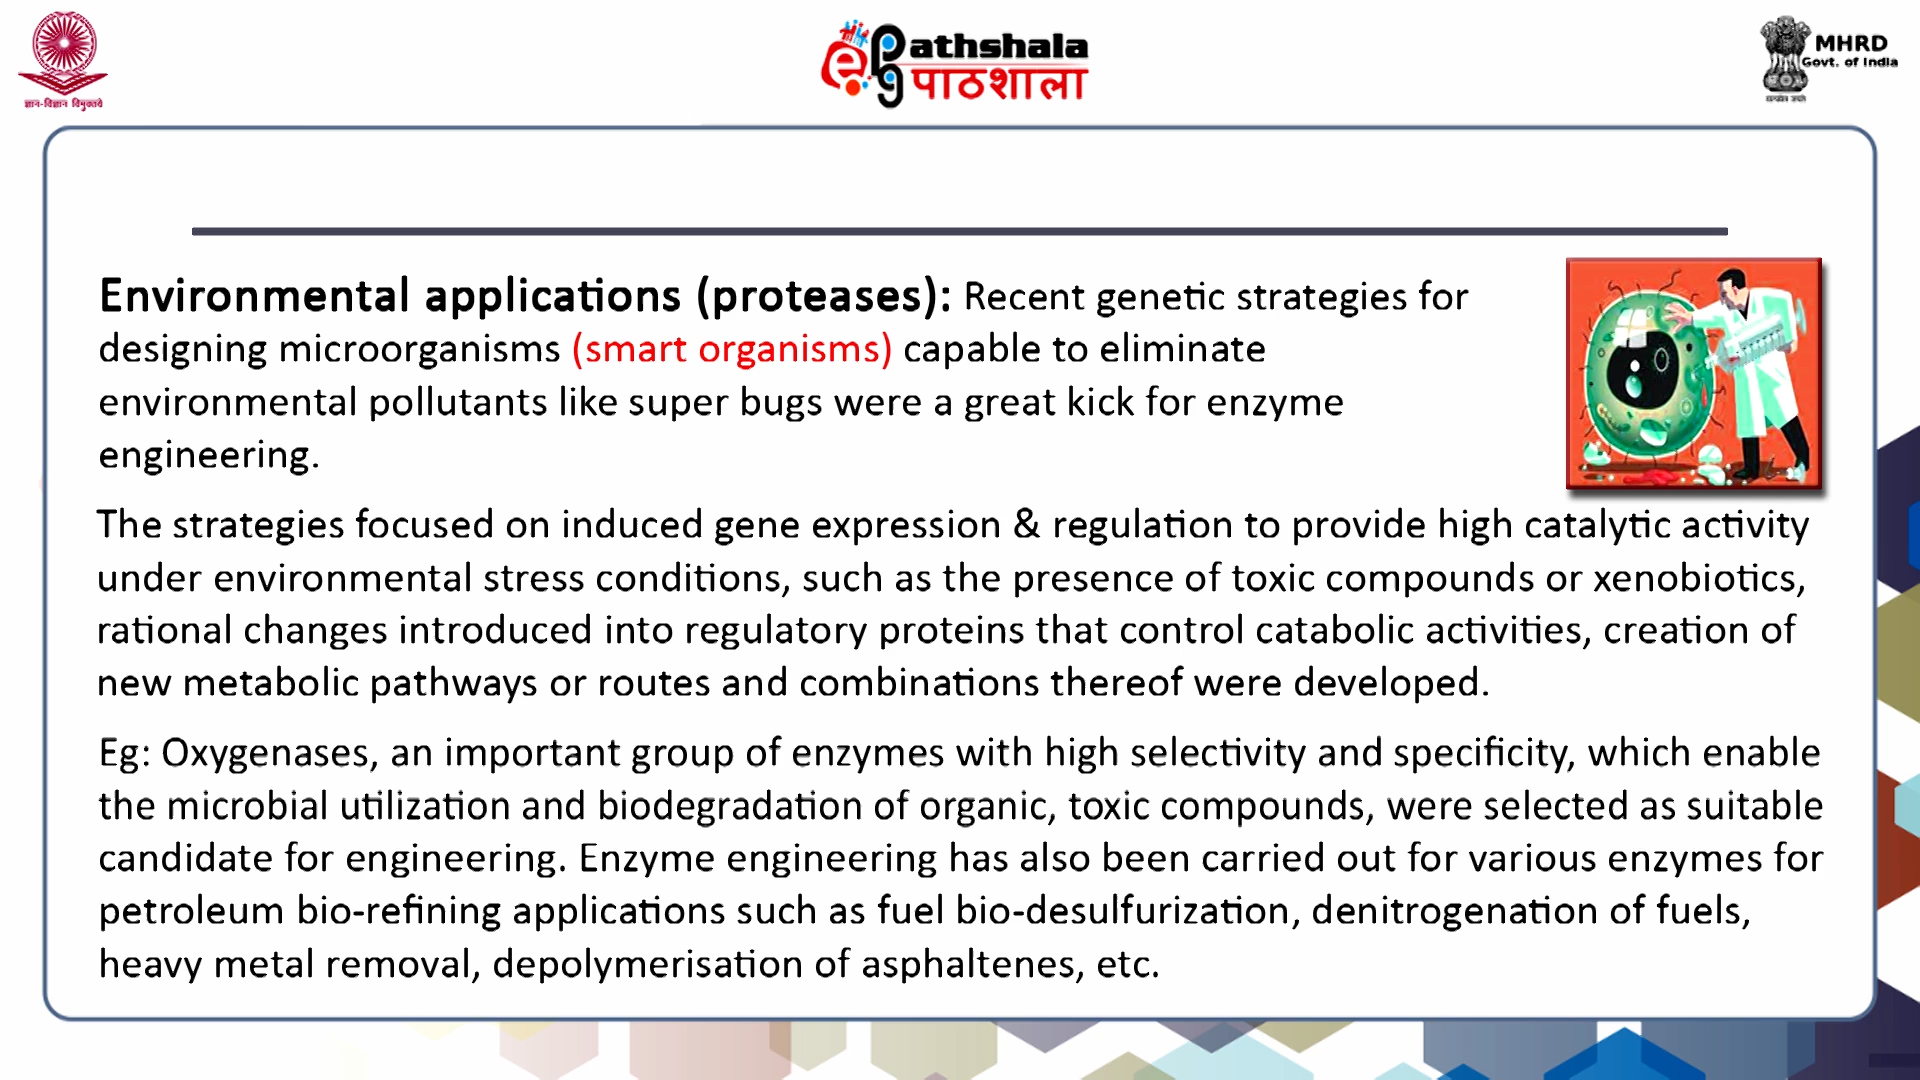 ज्ञान-विज्ञान विमुक्तये
e Pg athshala
पाठशाला
MHRD
Govt. of India
सत्यमेव जयते
Environmental applications (proteases): Recent genetic strategies for
designing microorganisms (smart organisms) capable to eliminate
environmental pollutants like super bugs were a great kick for enzyme
engineering.
The strategies focused on induced gene expression & regulation to provide high catalytic activity
under environmental stress conditions, such as the presence of toxic compounds or xenobiotics,
rational changes introduced into regulatory proteins that control catabolic activities, creation of
new metabolic pathways or routes and combinations thereof were developed.
Eg: Oxygenases, an important group of enzymes with high selectivity and specificity, which enable
the microbial utilization and biodegradation of organic, toxic compounds, were selected as suitable
candidate for engineering. Enzyme engineering has also been carried out for various enzymes for
petroleum bio-refining applications such as fuel bio-desulfurization, denitrogenation of fuels,
heavy metal removal, depolymerisation of asphaltenes, etc.